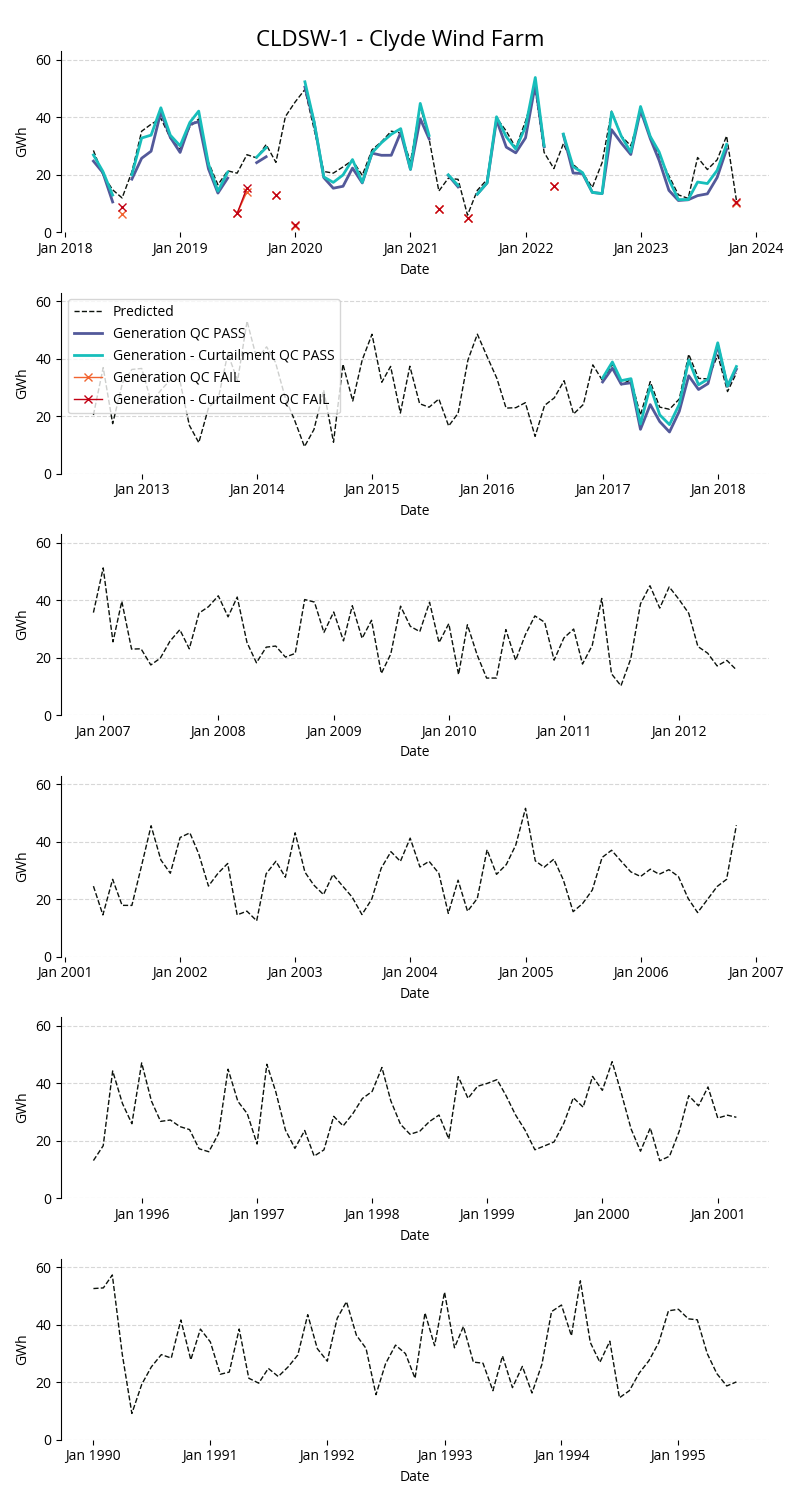 CLDSW-1 - Clyde Wind Farm
60
40
20
0
GWh
Jan 2018 Jan 2019 Jan 2020 Jan 2021 Jan 2022 Jan 2023 Jan 2024
Date
60
40
20
0
GWh
Predicted
Generation QC PASS
Generation - Curtailment QC PASS
Generation QC FAIL
Generation - Curtailment QC FAIL
Jan 2013 Jan 2014 Jan 2015 Jan 2016 Jan 2017 Jan 2018
Date
60
40
20
0
GWh
Jan 2007 Jan 2008 Jan 2009 Jan 2010 Jan 2011 Jan 2012
Date
60
40
20
0
GWh
Jan 2001 Jan 2002 Jan 2003 Jan 2004 Jan 2005 Jan 2006 Jan 2007
Date
60
40
20
0
GWh
Jan 1996 Jan 1997 Jan 1998 Jan 1999 Jan 2000 Jan 2001
Date
60
40
20
0
GWh
Jan 1990 Jan 1991 Jan 1992 Jan 1993 Jan 1994 Jan 1995
Date